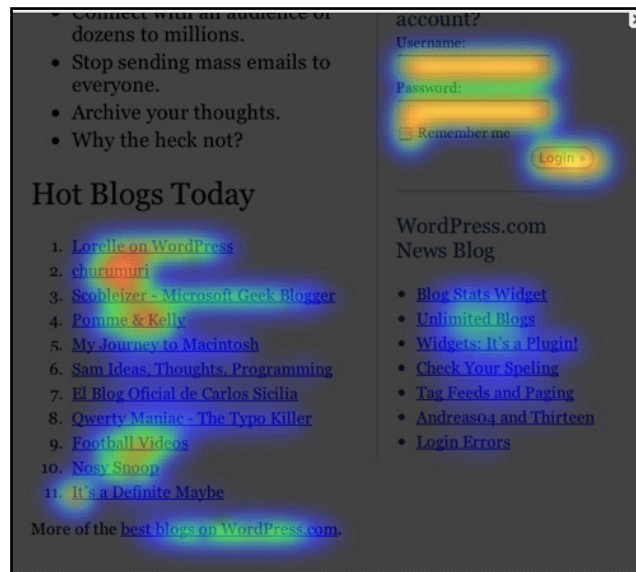 Connect with an audience of
dozens to millions.
• Stop sending mass emails to
everyone.
• Archive your thoughts.
• Why the heck not?
Hot Blogs Today
1. Lorelle on WordPress
2. churumuri
3. Scobleizer - Microsoft Geek Blogger
4. Pomme & Kelly
5. My Journey to Macintosh
6. Sam Ideas, Thoughts, Programming
7. El Blog Oficial de Carlos Sicilia
8. Qwerty Maniac - The Typo Killer
9. Football Videos
10. Nosy Snoop
11. It's a Definite Maybe
More of the best blogs on WordPress.com.
account?
Username:
Password:
Remember me
Login »
WordPress.com
News Blog
• Blog Stats Widget
• Unlimited Blogs
• Widgets: It's a Plugin!
• Check Your Speling
• Tag Feeds and Paging
• Andreas04 and Thirteen
• Login Errors